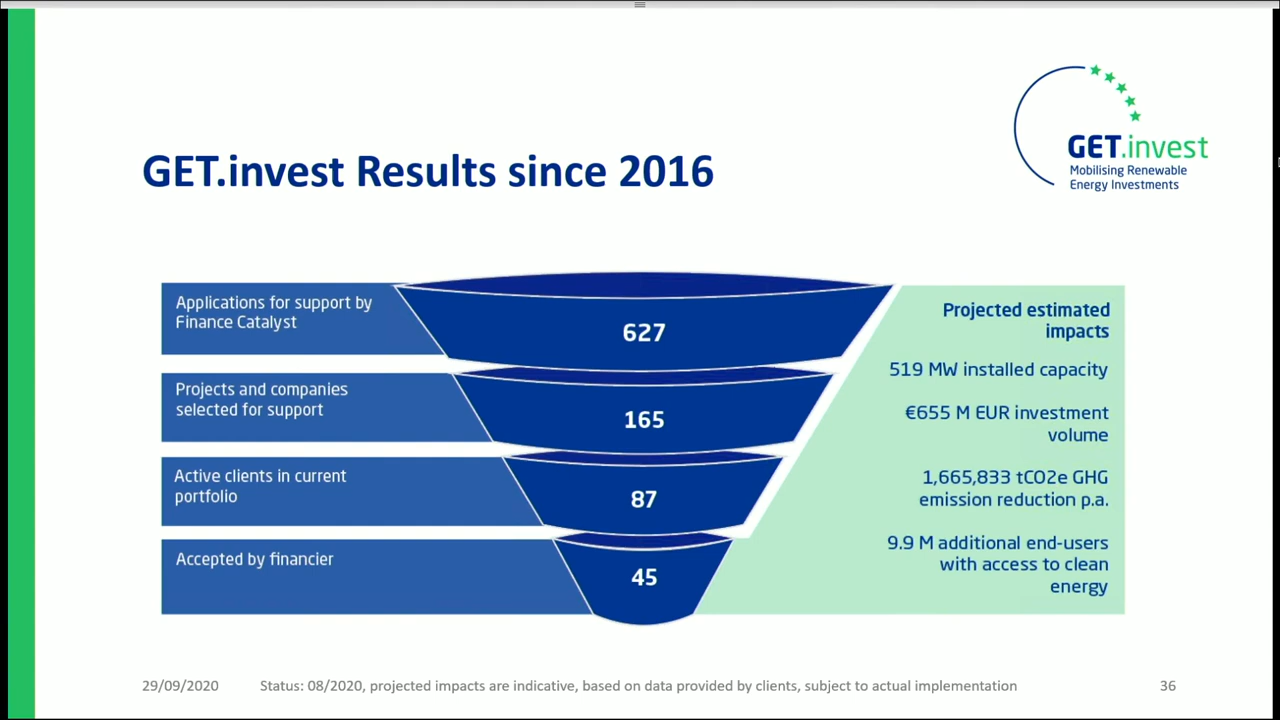 GET.invest
Mobilising Renewable
Energy Investments
GET.invest Results since 2016
Applications for support by
Finance Catalyst
627
Projects and companies
selected for support
165
Active clients in current
portfolio
87
Accepted by financier
45
Projected estimated
impacts
519 MW installed capacity
€655 M EUR investment
volume
1,665,833 tCO2e GHG
emission reduction p.a.
9.9 M additional end-users
with access to clean
energy
29/09/2020
Status: 08/2020, projected impacts are indicative, based on data provided by clients, subject to actual implementation
36